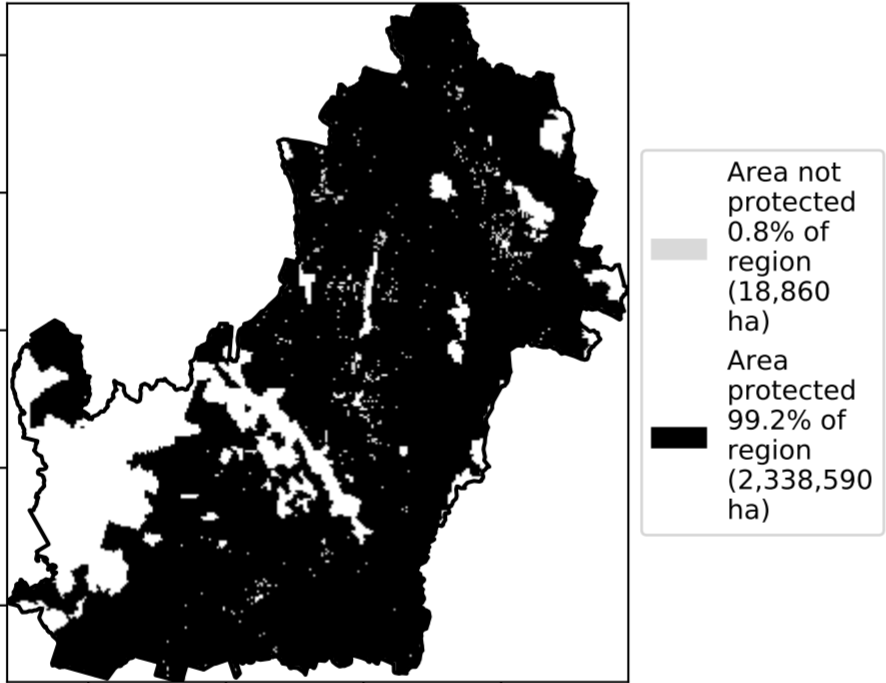 Area not
protected
0.8% of
region
(18,860
ha)
Area
protected
99.2% of
region
(2,338,590
ha)